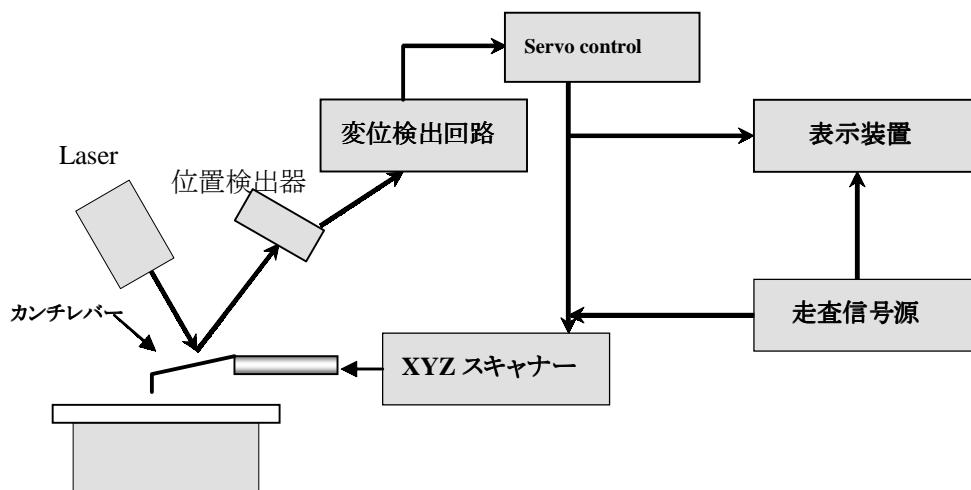 Servo control
変位検出回路
表示装置
Laser
位置検出器
カンチレバー
走査信号源
XYZ スキャナー